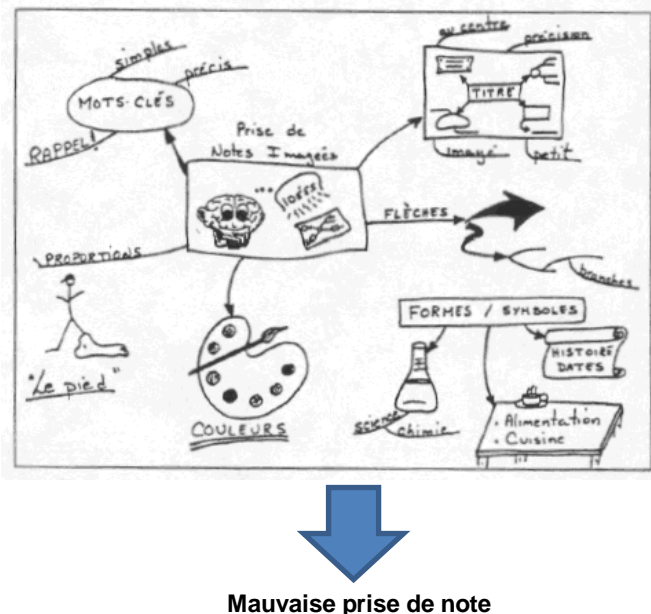 simples
précis
MOTS-CLÉS
RAPPEL!
au centre
précision
TITRE
imagé
petit
Prise de
Notes Imagées
IDÉES
FLÈCHES
branches
PROPORTIONS
"Le pied"
COULEURS
FORMES / SYMBOLES
science
chimie
HISTOIRE
DATES
• Alimentation
• Cuisine
Mauvaise prise de note